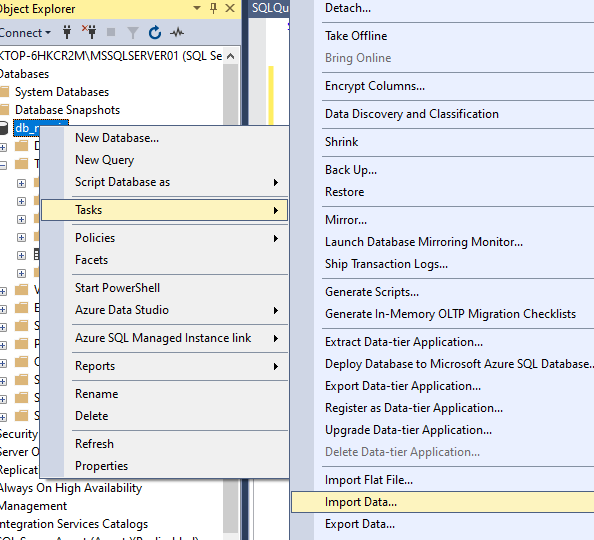 Object Explorer
Connect
KTOP-6HKCR2M\MSSQLSERVER01 (SQL Se
Databases
System Databases
Database Snapshots
db_r
New Database...
New Query
Script Database as
Tasks
Policies
Facets
Start PowerShell
Azure Data Studio
Azure SQL Managed Instance link
Reports
Rename
Delete
Refresh
Properties
D
T
V
E
S
P
Q
S
S
S
Security
Server O
Replicat
Always On High Availability
Management
Integration Services Catalogs
SQLQu
Detach...
Take Offline
Bring Online
Encrypt Columns...
Data Discovery and Classification
Shrink
Back Up...
Restore
Mirror...
Launch Database Mirroring Monitor...
Ship Transaction Logs...
Generate Scripts...
Generate In-Memory OLTP Migration Checklists
Extract Data-tier Application...
Deploy Database to Microsoft Azure SQL Database..
Export Data-tier Application...
Register as Data-tier Application...
Upgrade Data-tier Application...
Delete Data-tier Application...
Import Flat File...
Import Data...
Export Data...